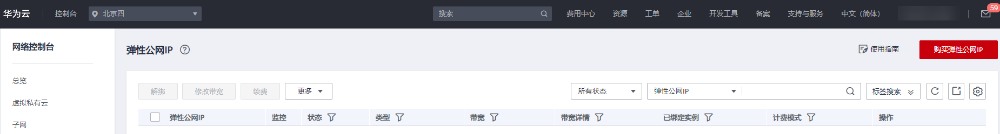 华为云 控制台 北京四 搜索 费用中心 资源 工单 企业 开发工具 备案 支持与服务 中文（简体） 59
网络控制台
弹性公网IP ? 使用指南 购买弹性公网IP
总览
解绑 修改带宽 续费 更多 所有状态 弹性公网IP 标签搜索
虚拟私有云
弹性公网IP 监控 状态 类型 带宽 带宽详情 已绑定实例 计费模式 操作
子网